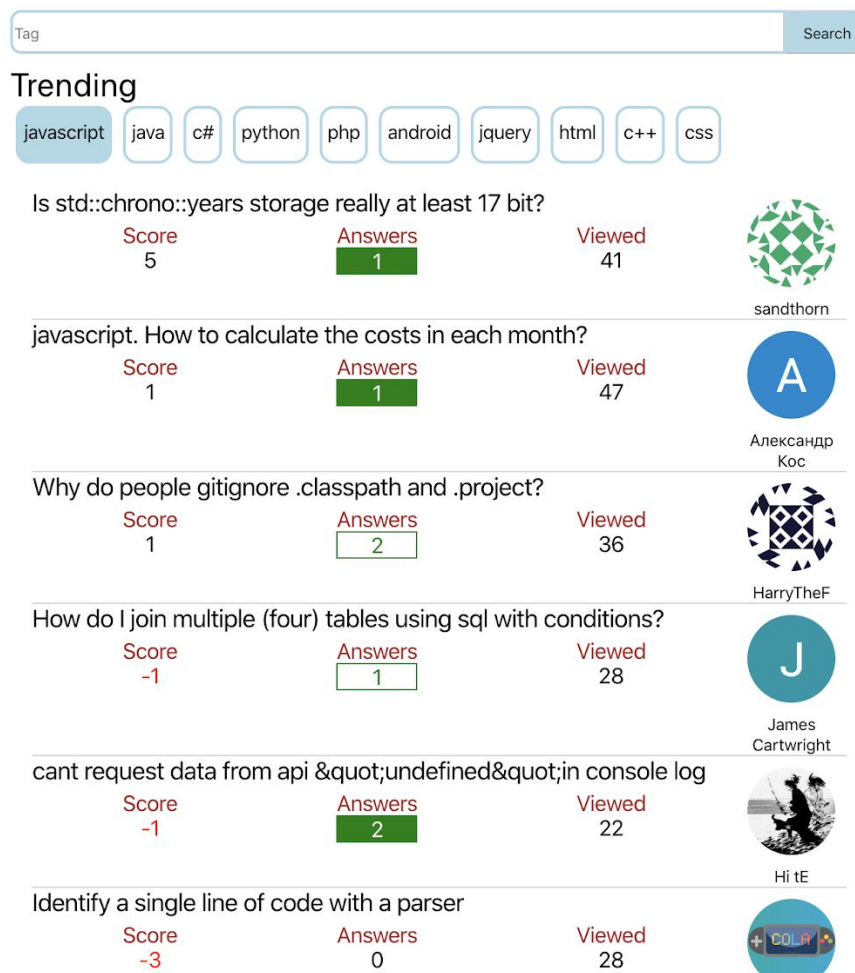 Tag Search
Trending
javascript java c# python php android jquery html c++ css
Is std::chrono::years storage really at least 17 bit?
Score Answers Viewed
5 1 41
sandthorn
javascript. How to calculate the costs in each month?
Score Answers Viewed
1 1 47
A
Александр
Кос
Why do people gitignore .classpath and .project?
Score Answers Viewed
1 2 36
HarryTheF
How do I join multiple (four) tables using sql with conditions?
Score Answers Viewed
-1 1 28
J
James
Cartwright
cant request data from api &quot;undefined&quot;in console log
Score Answers Viewed
-1 2 22
Hi tE
Identify a single line of code with a parser
Score Answers Viewed
-3 0 28
COLA